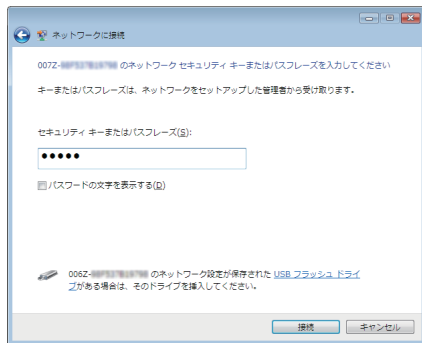 ネットワークに接続
007Z- のネットワーク セキュリティ キーまたはパスフレーズを入力してください
キーまたはパスフレーズは、ネットワークをセットアップした管理者から受け取ります。
セキュリティ キーまたはパスフレーズ(S):
●●●●●
パスワードの文字を表示する(D)
006Z- のネットワーク設定が保存された USB フラッシュ ドライ
ブがある場合は、そのドライブを挿入してください。
接続
キャンセル